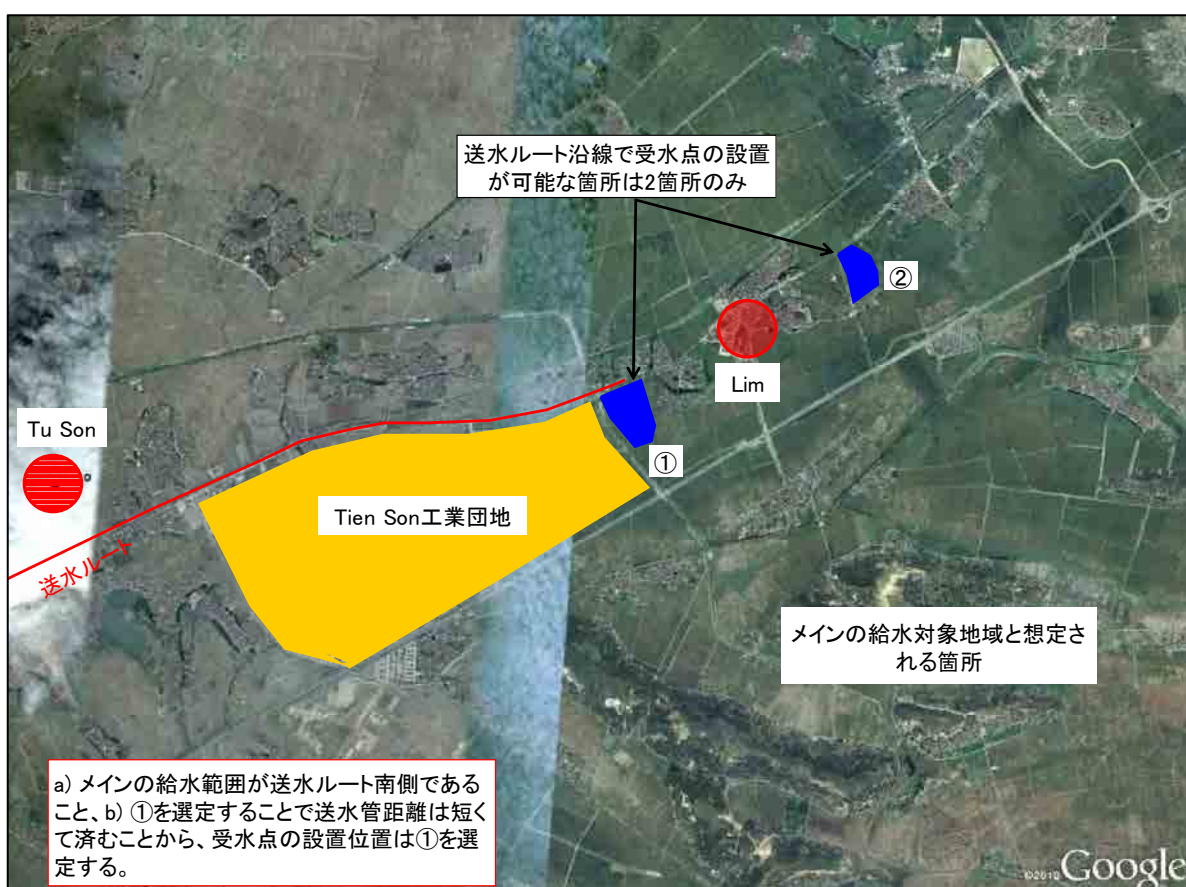 送水ルート沿線で受水点の設置
が可能な箇所は2箇所のみ
②
Lim
Tu Son
①
Tien Son工業団地
送水ルート
メインの給水対象地域と想定さ
れる箇所
a) メインの給水範囲が送水ルート南側である
こと、b) ①を選定することで送水管距離は短く
て済むことから、受水点の設置位置は①を選
定する。
©2010 Google